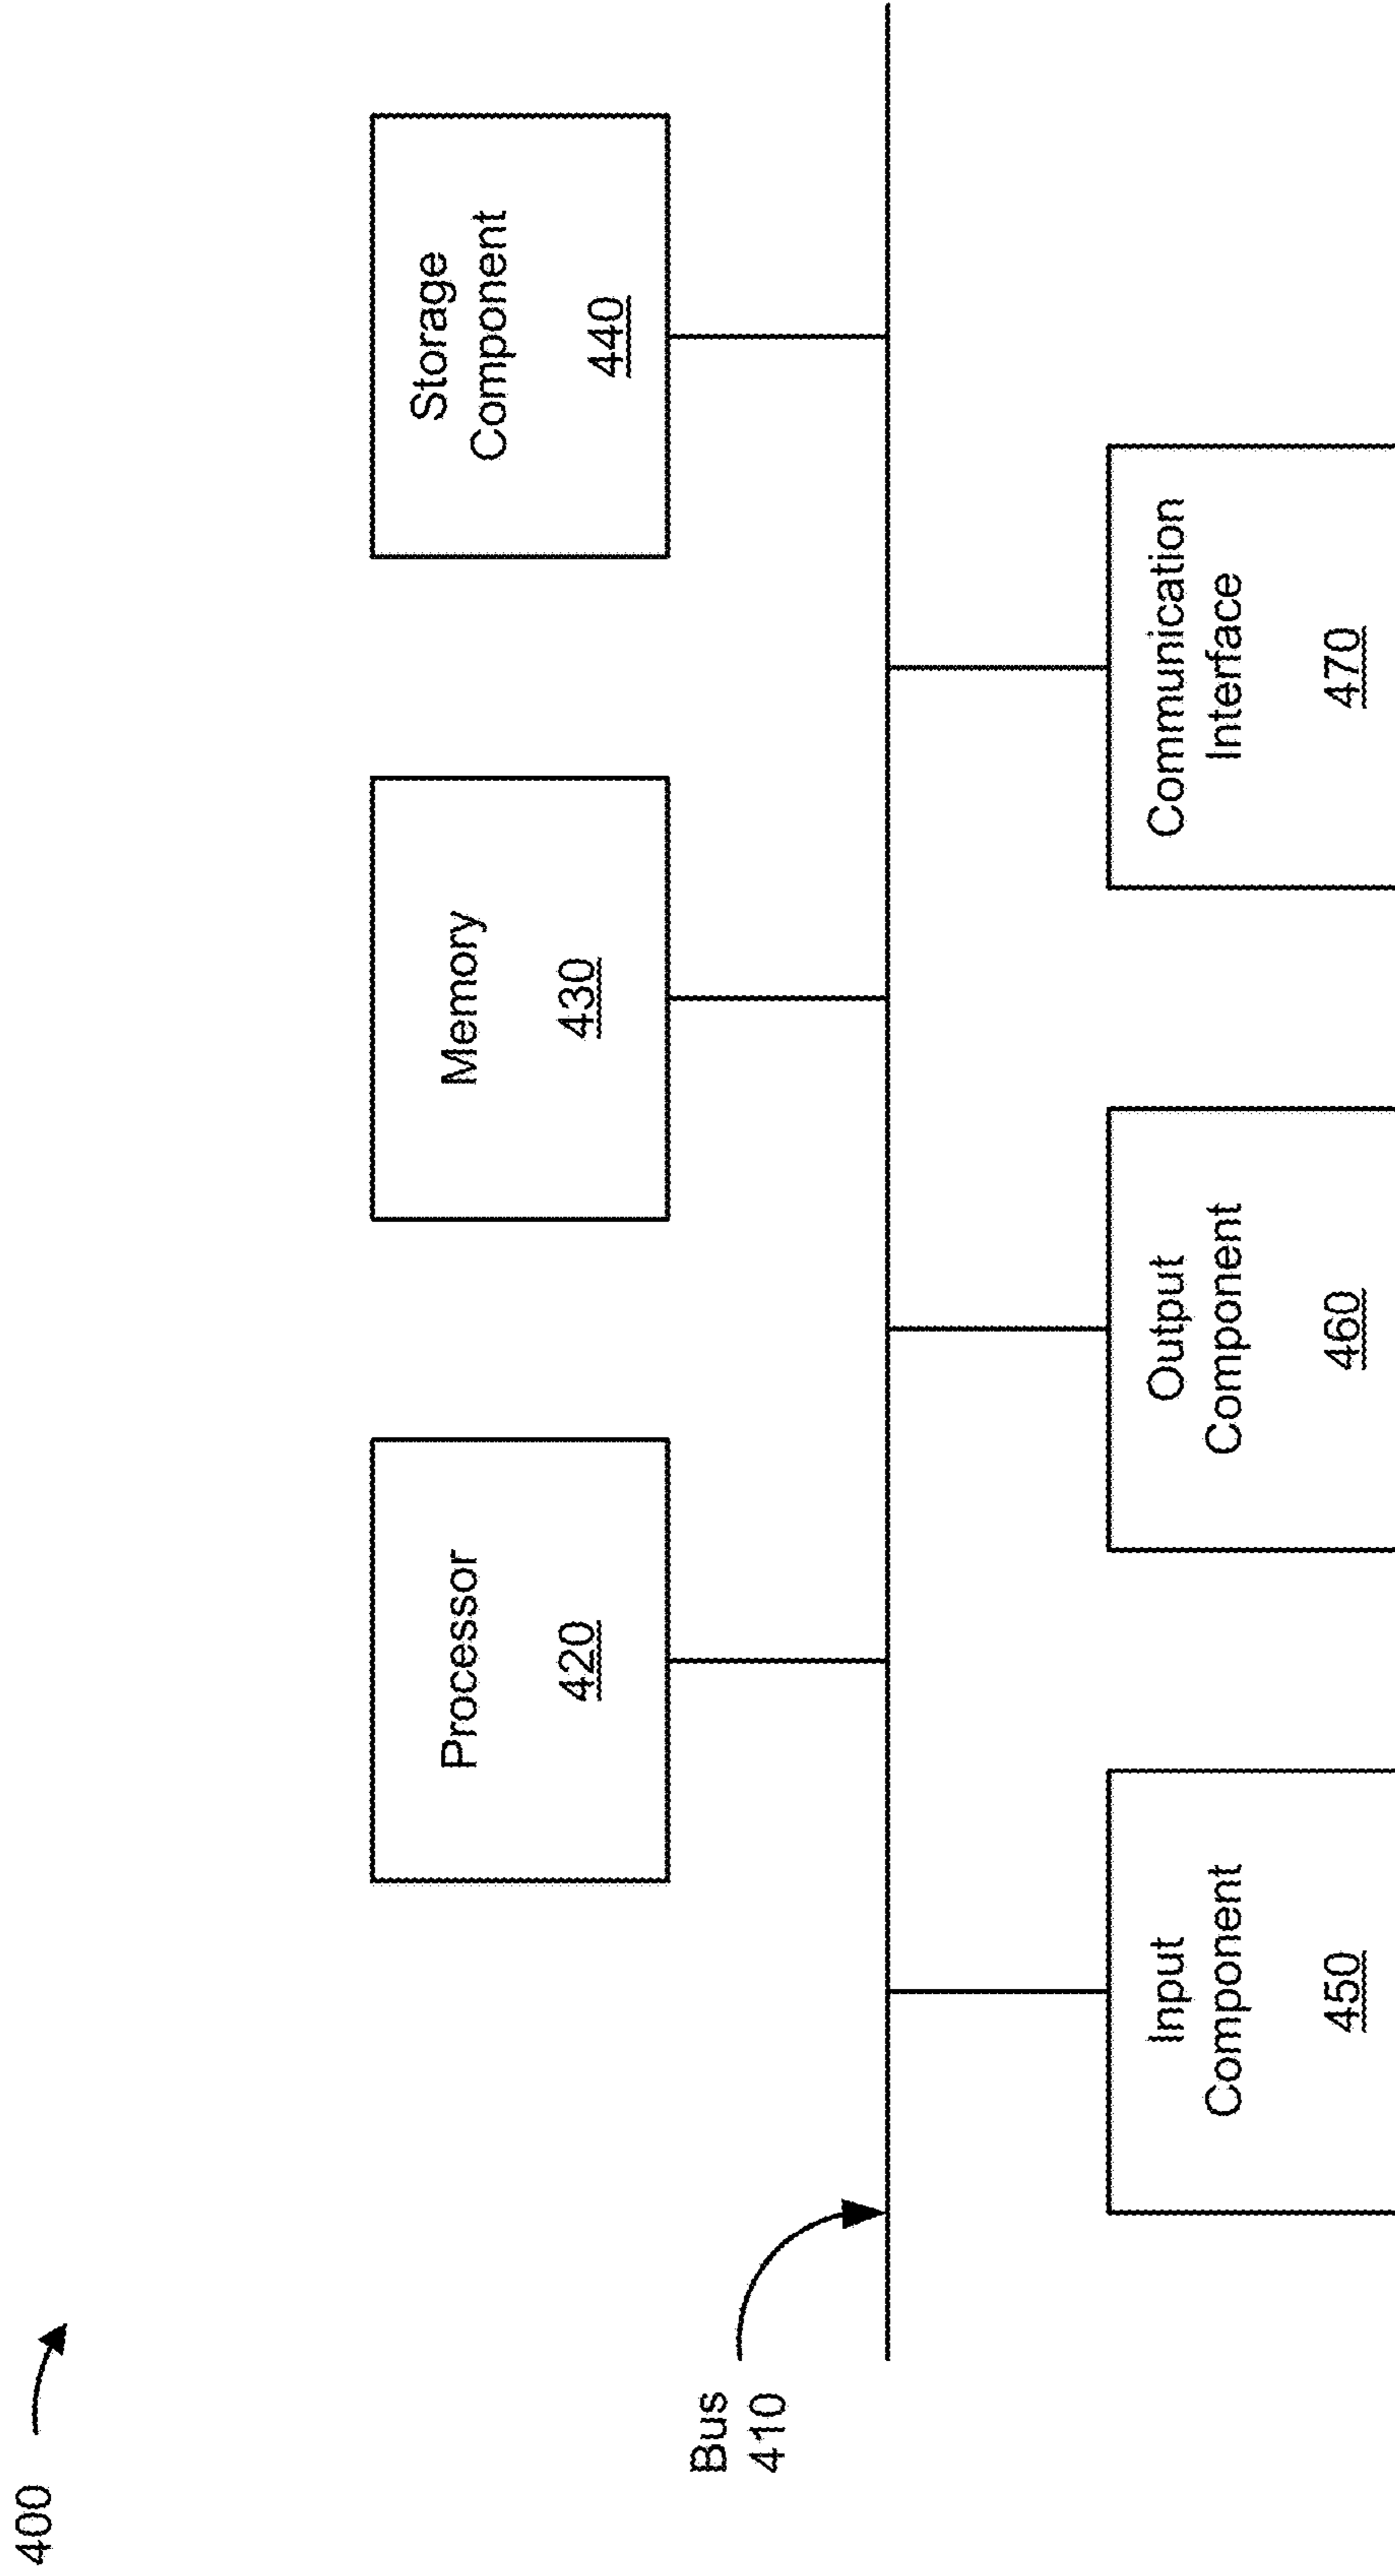 400
Processor
420
Memory
430
Storage
Component
440
Bus
410
Input
Component
450
Output
Component
460
Communication
Interface
470